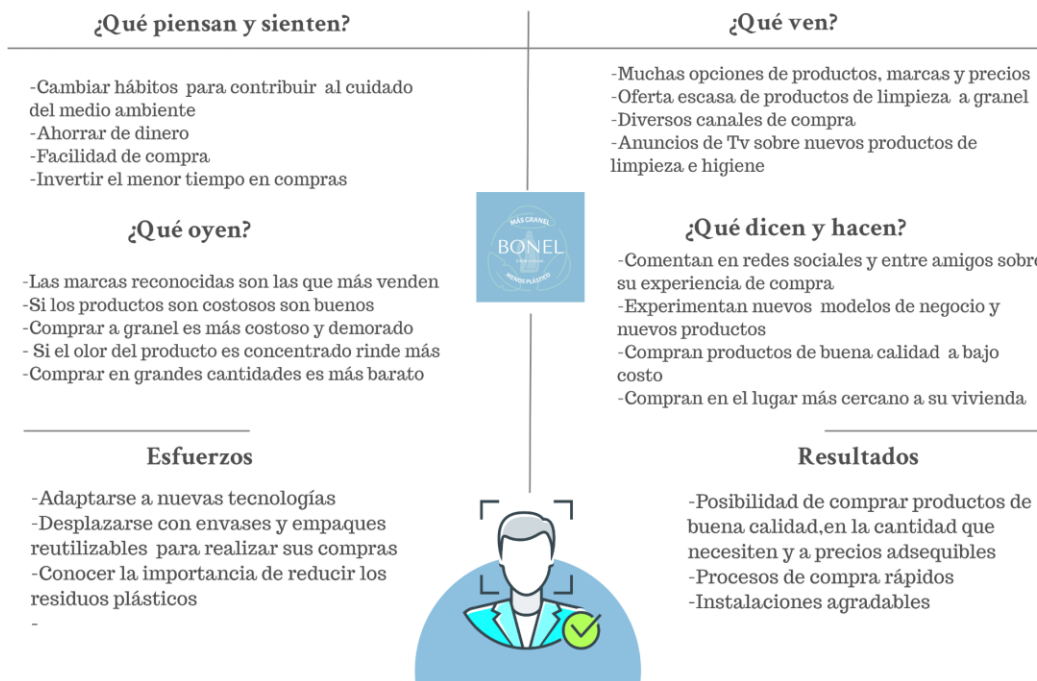 ¿Qué piensan y sienten?
-Cambiar hábitos para contribuir al cuidado
del medio ambiente
-Ahorrar de dinero
-Facilidad de compra
-Invertir el menor tiempo en compras
¿Qué ven?
-Muchas opciones de productos, marcas y precios
-Oferta escasa de productos de limpieza a granel
-Diversos canales de compra
-Anuncios de Tv sobre nuevos productos de
limpieza e higiene
MÁS GRANEL
BONEL
MENOS PLÁSTICO
¿Qué oyen?
-Las marcas reconocidas son las que más venden
-Si los productos son costosos son buenos
-Comprar a granel es más costoso y demorado
- Si el olor del producto es concentrado rinde más
-Comprar en grandes cantidades es más barato
¿Qué dicen y hacen?
-Comentan en redes sociales y entre amigos sobre
su experiencia de compra
-Experimentan nuevos modelos de negocio y
nuevos productos
-Compran productos de buena calidad a bajo
costo
-Compran en el lugar más cercano a su vivienda
Esfuerzos
-Adaptarse a nuevas tecnologías
-Desplazarse con envases y empaques
reutilizables para realizar sus compras
-Conocer la importancia de reducir los
residuos plásticos
-
Resultados
-Posibilidad de comprar productos de
buena calidad,en la cantidad que
necesiten y a precios adsequibles
-Procesos de compra rápidos
-Instalaciones agradables